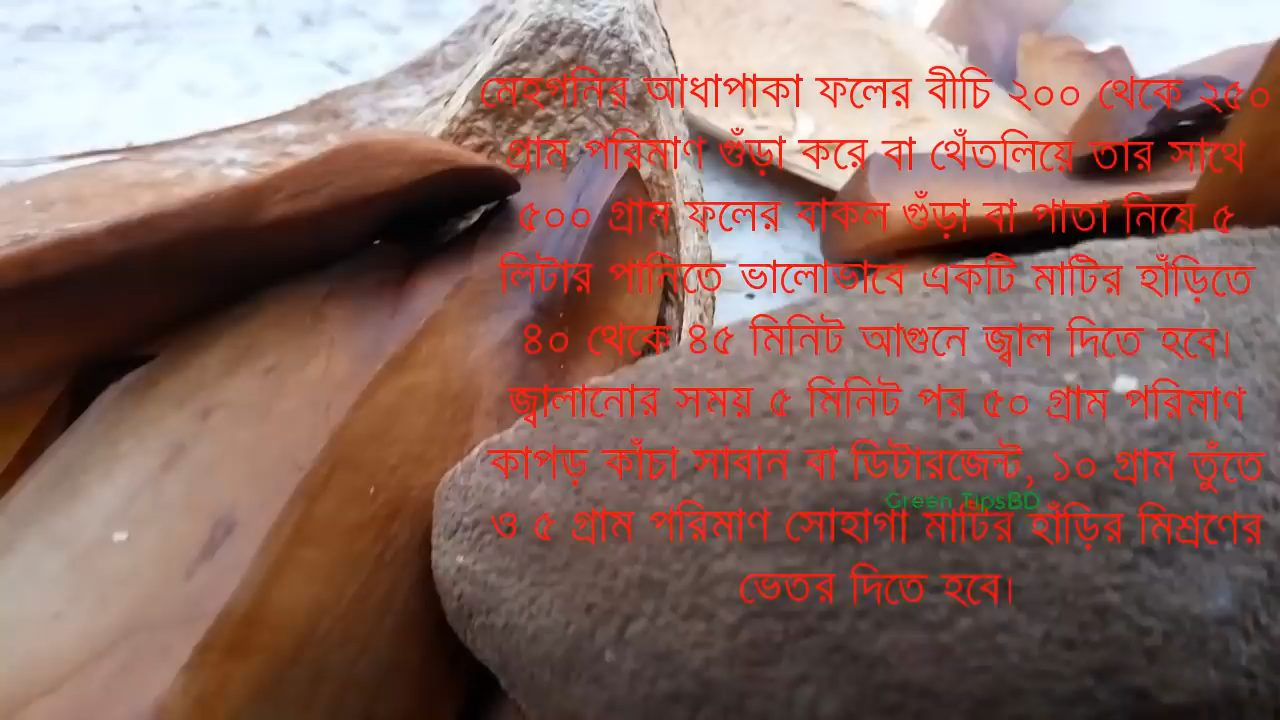 মেহগনির আধাপাকা ফলের বীচি ২০০ থেকে ২৫০
গ্রাম পরিমাণ গুঁড়া করে বা থেঁতলিয়ে তার সাথে
৫০০ গ্রাম ফলের বাকল গুঁড়া বা পাতা নিয়ে ৫
লিটার পানিতে ভালোভাবে একটি মাটির হাঁড়িতে
৪০ থেকে ৪৫ মিনিট আগুনে জ্বাল দিতে হবে।
জ্বালানোর সময় ৫ মিনিট পর ৫০ গ্রাম পরিমাণ
কাপড় কাঁচা সাবান বা ডিটারজেন্ট, ১০ গ্রাম তুঁতে
Green TipsBD
ও ৫ গ্রাম পরিমাণ সোহাগা মাটির হাঁড়ির মিশ্রণের
ভেতর দিতে হবে।